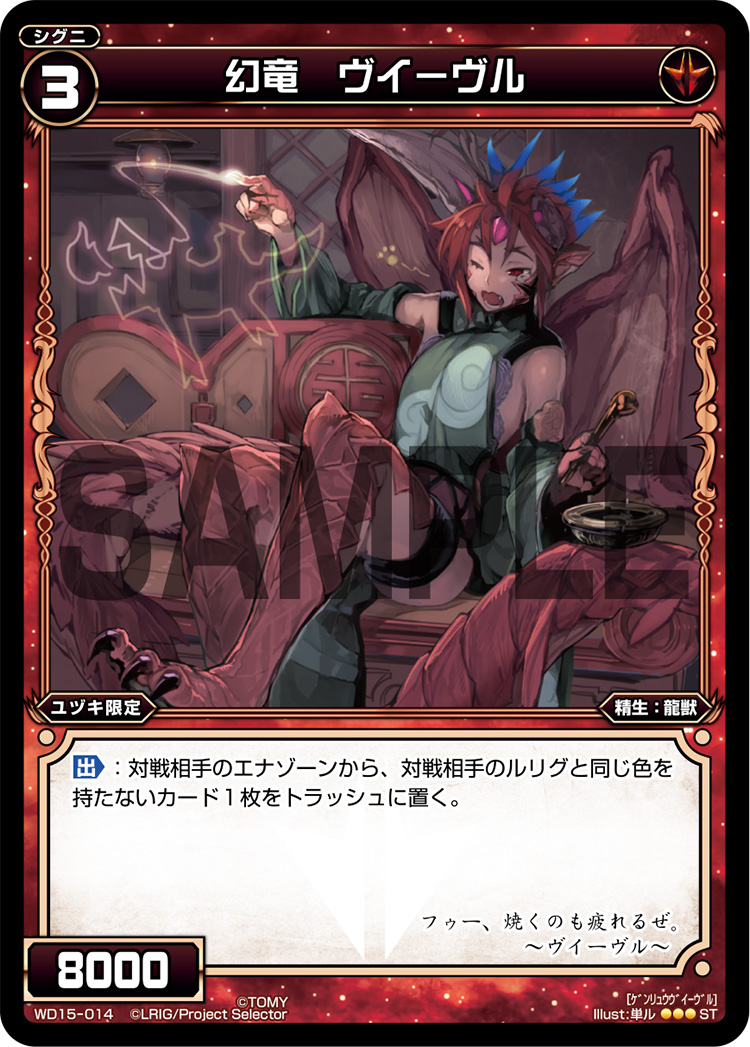 シグニ
3
幻竜　ヴイーヴル
SAMPLE
ユヅキ限定
精生：龍獣
出：対戦相手のエナゾーンから、対戦相手のルリグと同じ色を
持たないカード１枚をトラッシュに置く。
フゥー、焼くのも疲れるぜ。
～ヴイーヴル～
8000
©TOMY
[ｹﾞﾝﾘｭｳｳﾞｲｰｳﾞﾙ]
WD15-014 ©LRIG/Project Selector
Illust:単ル ST